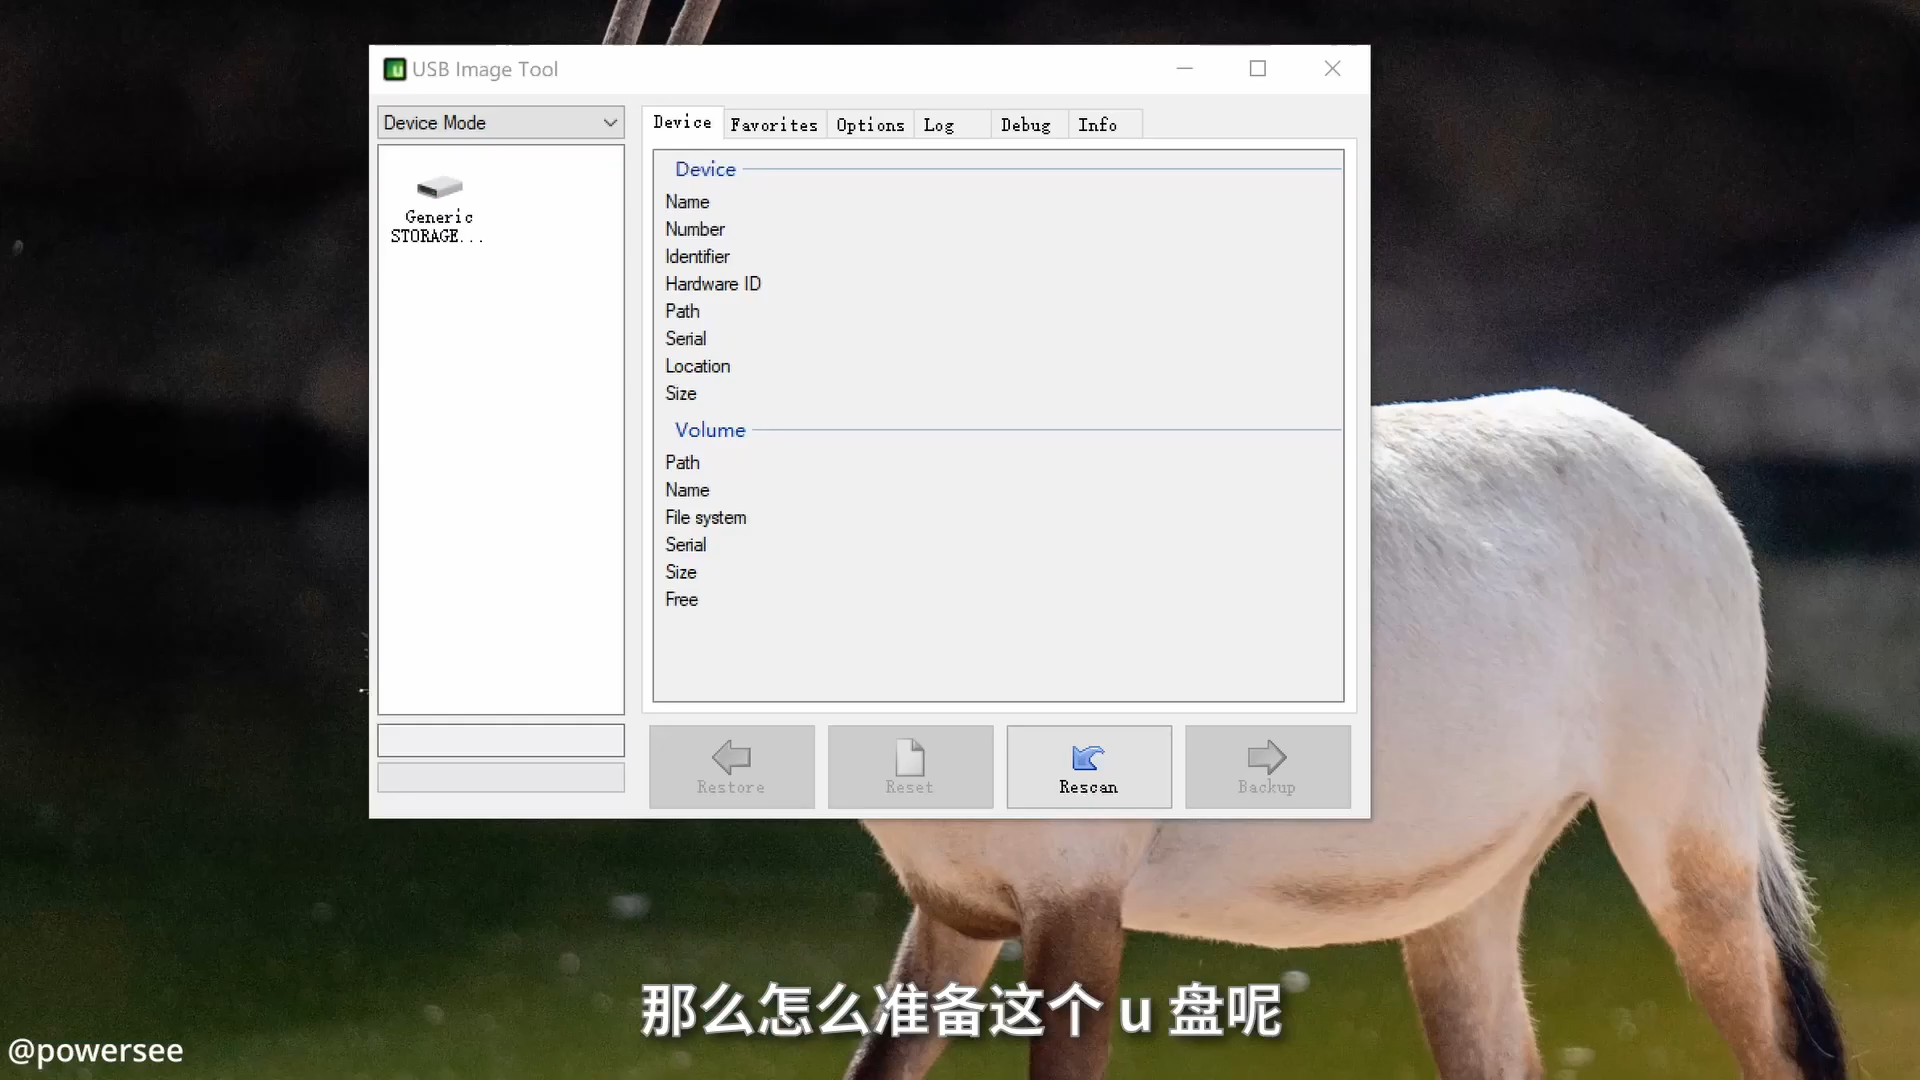 USB Image Tool
Device Mode
Generic
STORAGE...
Device
Favorites
Options
Log
Debug
Info
Device
Name
Number
Identifier
Hardware ID
Path
Serial
Location
Size
Volume
Path
Name
File system
Serial
Size
Free
Restore
Reset
Rescan
Backup
那么怎么准备这个 u 盘呢
@powersee